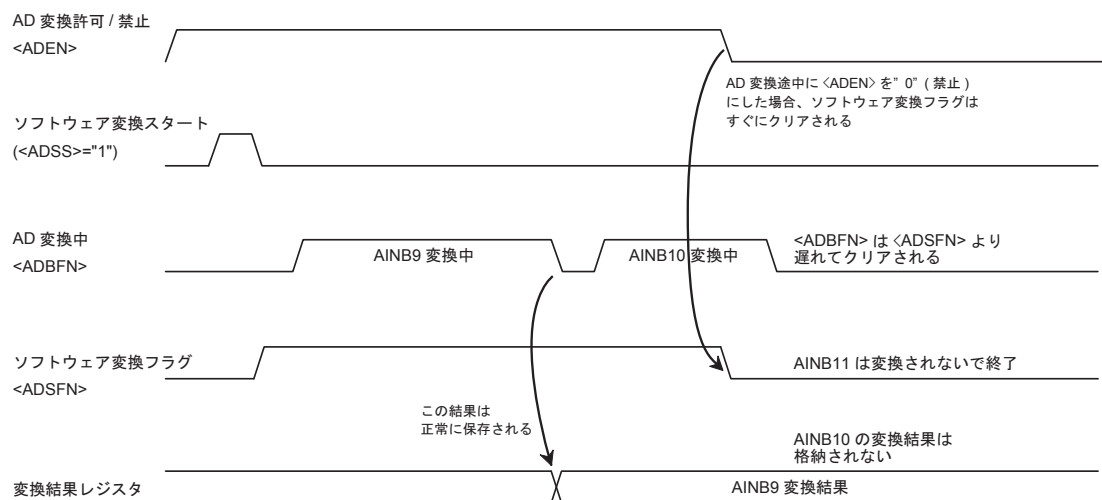 AD 変換許可 / 禁止
<ADEN>
AD 変換途中に <ADEN> を” 0” ( 禁止 )
にした場合、ソフトウェア変換フラグは
すぐにクリアされる
ソフトウェア変換スタート
(<ADSS>="1")
AD 変換中
<ADBFN>
AINB9 変換中
AINB10 変換中
<ADBFN> は <ADSFN> より
遅れてクリアされる
ソフトウェア変換フラグ
<ADSFN>
AINB11 は変換されないで終了
この結果は
正常に保存される
AINB10 の変換結果は
格納されない
変換結果レジスタ
AINB9 変換結果